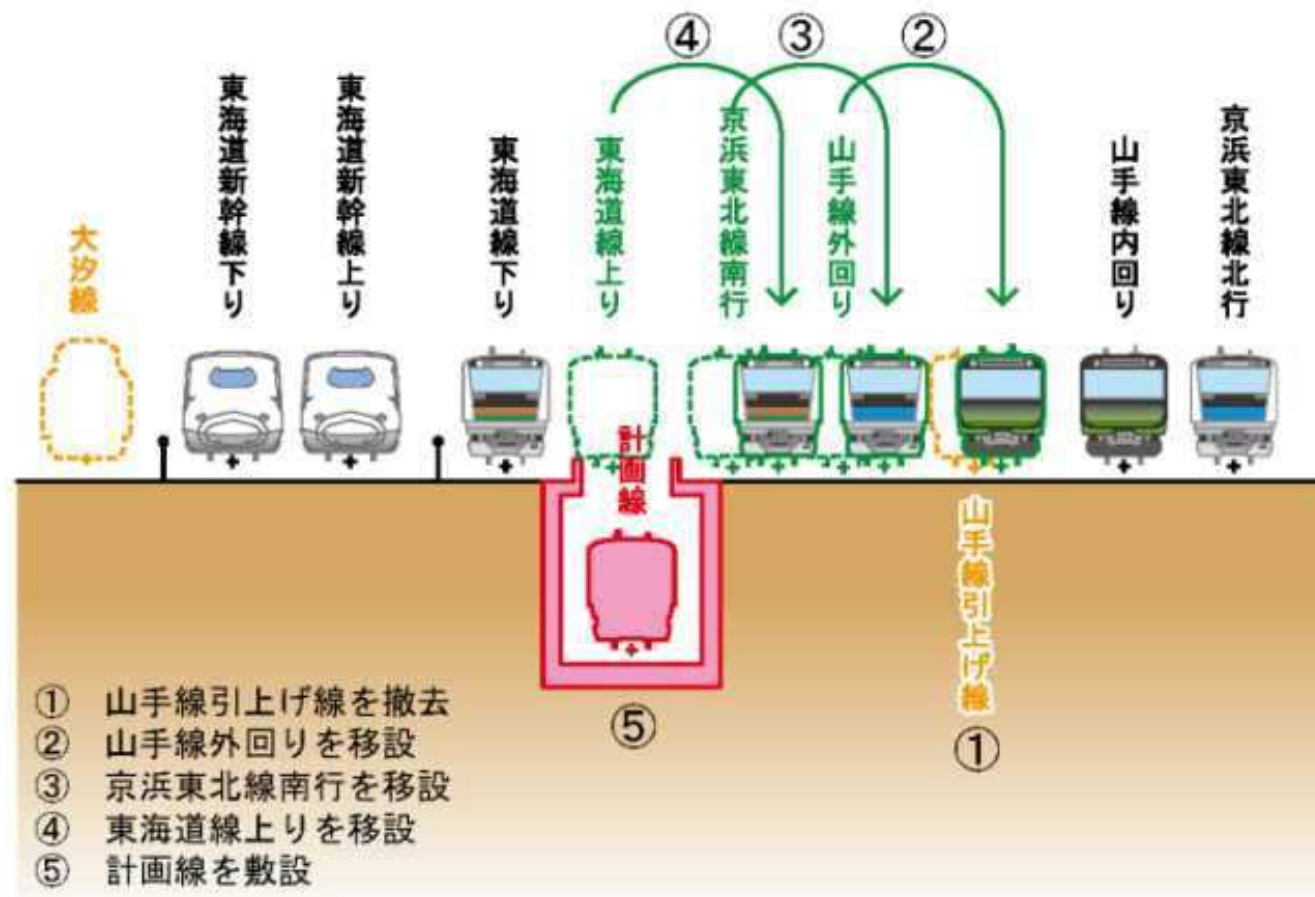 ④
③
②
大汐線
東海道新幹線下り
東海道新幹線上り
東海道線下り
東海道線上り
京浜東北線南行
山手線外回り
山手線内回り
京浜東北線北行
計画線
山手線引上げ線
⑤
①
① 山手線引上げ線を撤去
② 山手線外回りを移設
③ 京浜東北線南行を移設
④ 東海道線上りを移設
⑤ 計画線を敷設